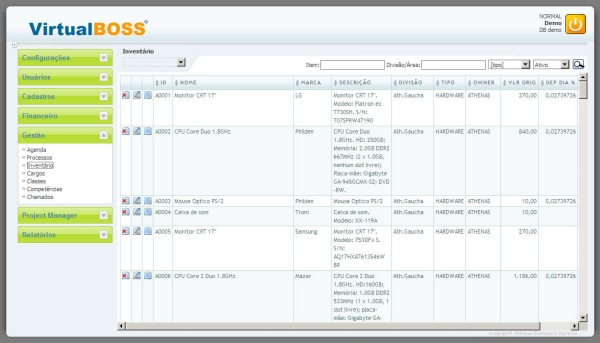 VirtualBOSS
NORMAL
Demo
DB demo
Configurações
Usuários
Cadastros
Financeiro
Gestão
Agenda
Processos
Inventário
Cargos
Classes
Competências
Chamados
Project Manager
Relatórios
Inventário
Item: Divisão/Área: [tipo] Ativo
ID NOME MARCA DESCRIÇÃO DIVISÃO TIPO OWNER VLR ORIG DEP DIA %
A0001 Monitor CRT 17" LG Monitor CRT 17", Ath.Gaucha HARDWARE ATHENAS 270,00 0,02739726
Modelo: Flatron ez
T730SH, S/N:
707SPRW47190
A0002 CPU Core Duo 1.8GHz Philden CPU Core Duo Ath.Gaucha HARDWARE ATHENAS 840,00 0,02739726
1.8GHz, HD: 250GB;
Memória: 2.0GB DDR2
667MHz (2 x 1.0GB,
nenhum slot livre);
Placa-mãe: Gigabyte
GA-945GCMX-S2; DVD
-RW..
A0003 Mouse Optico PS/2 Philden Mouse Optico PS/2 Ath.Gaucha HARDWARE ATHENAS 10,00 0,02739726
A0004 Caixa de som Troni Caixa de som, Ath.Gaucha HARDWARE ATHENAS 10,00
Modelo: XX-119A
A0005 Monitor CRT 17" Samsung Monitor CRT 17", Ath.Gaucha HARDWARE ATHENAS 270,00
Modelo: 753DFx S,
S/N:
AQ17HXAT613546W
BR
A0006 CPU Core 2 Duo 1.8GHz Mazer CPU Core 2 Duo Ath.Gaucha HARDWARE ATHENAS 1.186,00 0,02739726
1.8GHz, HD:160GB;
Memória: 1.0GB DDR2
533MHz (1 x 1.0GB, 1
slot livre); placa-
mãe: Gigabyte GA-